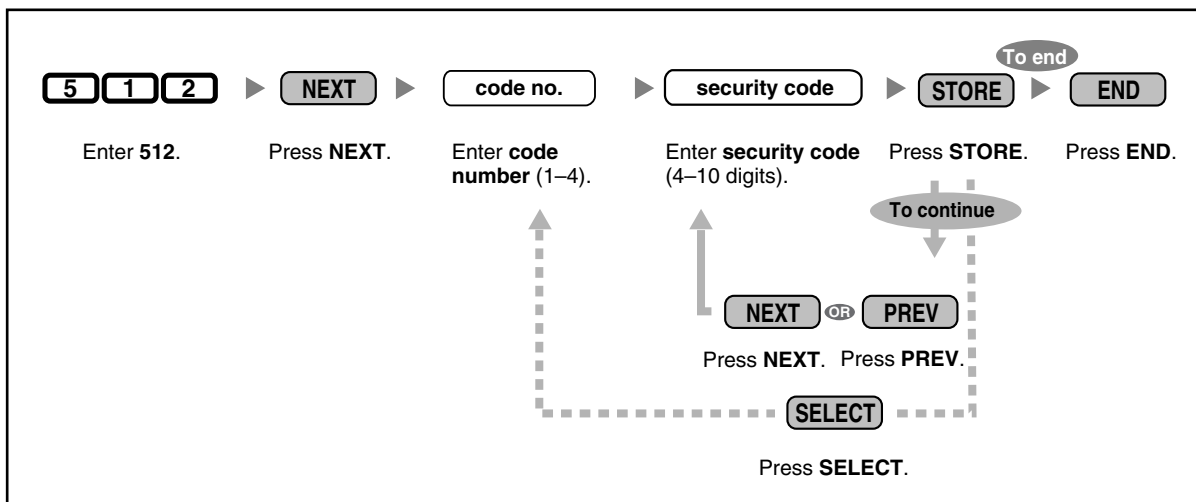 To end
5 1 2 NEXT code no. security code STORE END
Enter 512. Press NEXT. Enter code number (1–4). Enter security code (4–10 digits). Press STORE. Press END.
To continue
NEXT OR PREV
Press NEXT. Press PREV.
SELECT
Press SELECT.